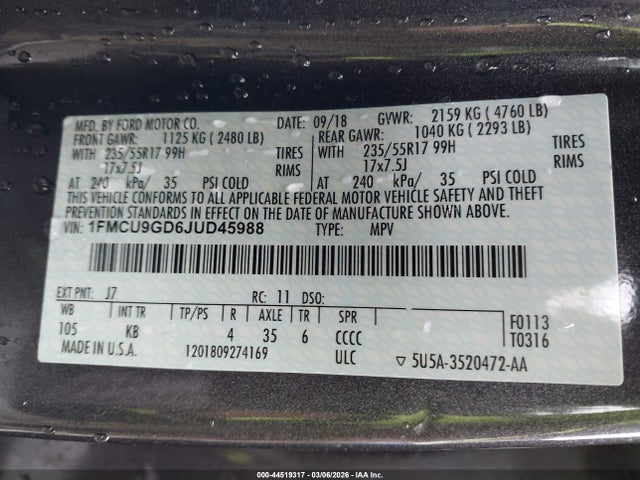 MFD. BY FORD MOTOR CO. DATE: 09/18 GVWR: 2159 KG ( 4760 LB)
FRONT GAWR: 1125 KG ( 2480 LB) REAR GAWR: 1040 KG ( 2293 LB)
WITH 235/55R17 99H TIRES WITH 235/55R17 99H TIRES
17x7.5J RIMS 17x7.5J RIMS
AT 240 kPa/ 35 PSI COLD AT 240 kPa/ 35 PSI COLD
THIS VEHICLE CONFORMS TO ALL APPLICABLE FEDERAL MOTOR VEHICLE SAFETY AND THEFT
PREVENTION STANDARDS IN EFFECT ON THE DATE OF MANUFACTURE SHOWN ABOVE.
VIN: 1FMCU9GD6JUD45988 TYPE: MPV
EXT PNT: J7 RC: 11 DSO:
WB INT TR TP/PS R AXLE TR SPR
105 KB 4 35 6 CCCC
F0113
T0316
MADE IN U.S.A. 1201809274169 ULC ▽ 5U5A-3520472-AA
000-44519317 - 03/06/2026 - IAA Inc.